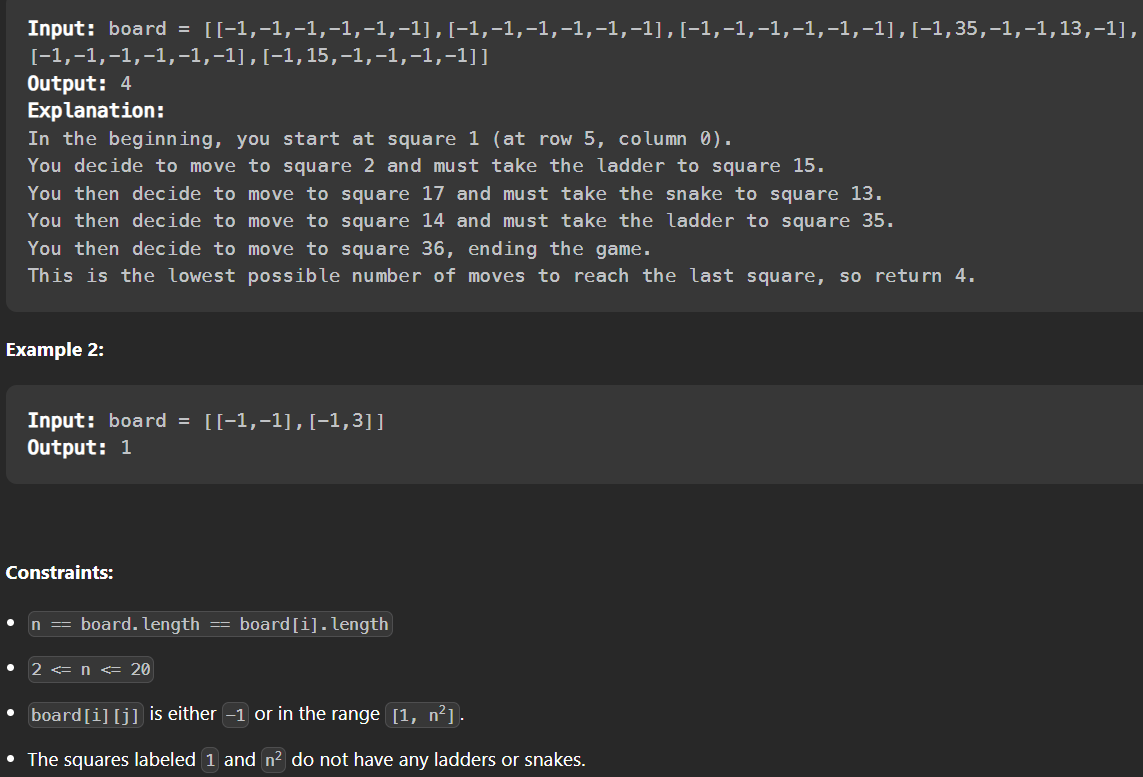 Input: board = [[-1,-1,-1,-1,-1,-1],[-1,-1,-1,-1,-1,-1],[-1,-1,-1,-1,-1,-1],[-1,35,-1,-1,13,-1],
[-1,-1,-1,-1,-1,-1],[-1,15,-1,-1,-1,-1]]
Output: 4
Explanation:
In the beginning, you start at square 1 (at row 5, column 0).
You decide to move to square 2 and must take the ladder to square 15.
You then decide to move to square 17 and must take the snake to square 13.
You then decide to move to square 14 and must take the ladder to square 35.
You then decide to move to square 36, ending the game.
This is the lowest possible number of moves to reach the last square, so return 4.
Example 2:
Input: board = [[-1,-1],[-1,3]]
Output: 1
Constraints:
• n == board.length == board[i].length
• 2 <= n <= 20
• board[i][j] is either -1 or in the range [1, n²].
• The squares labeled 1 and n² do not have any ladders or snakes.